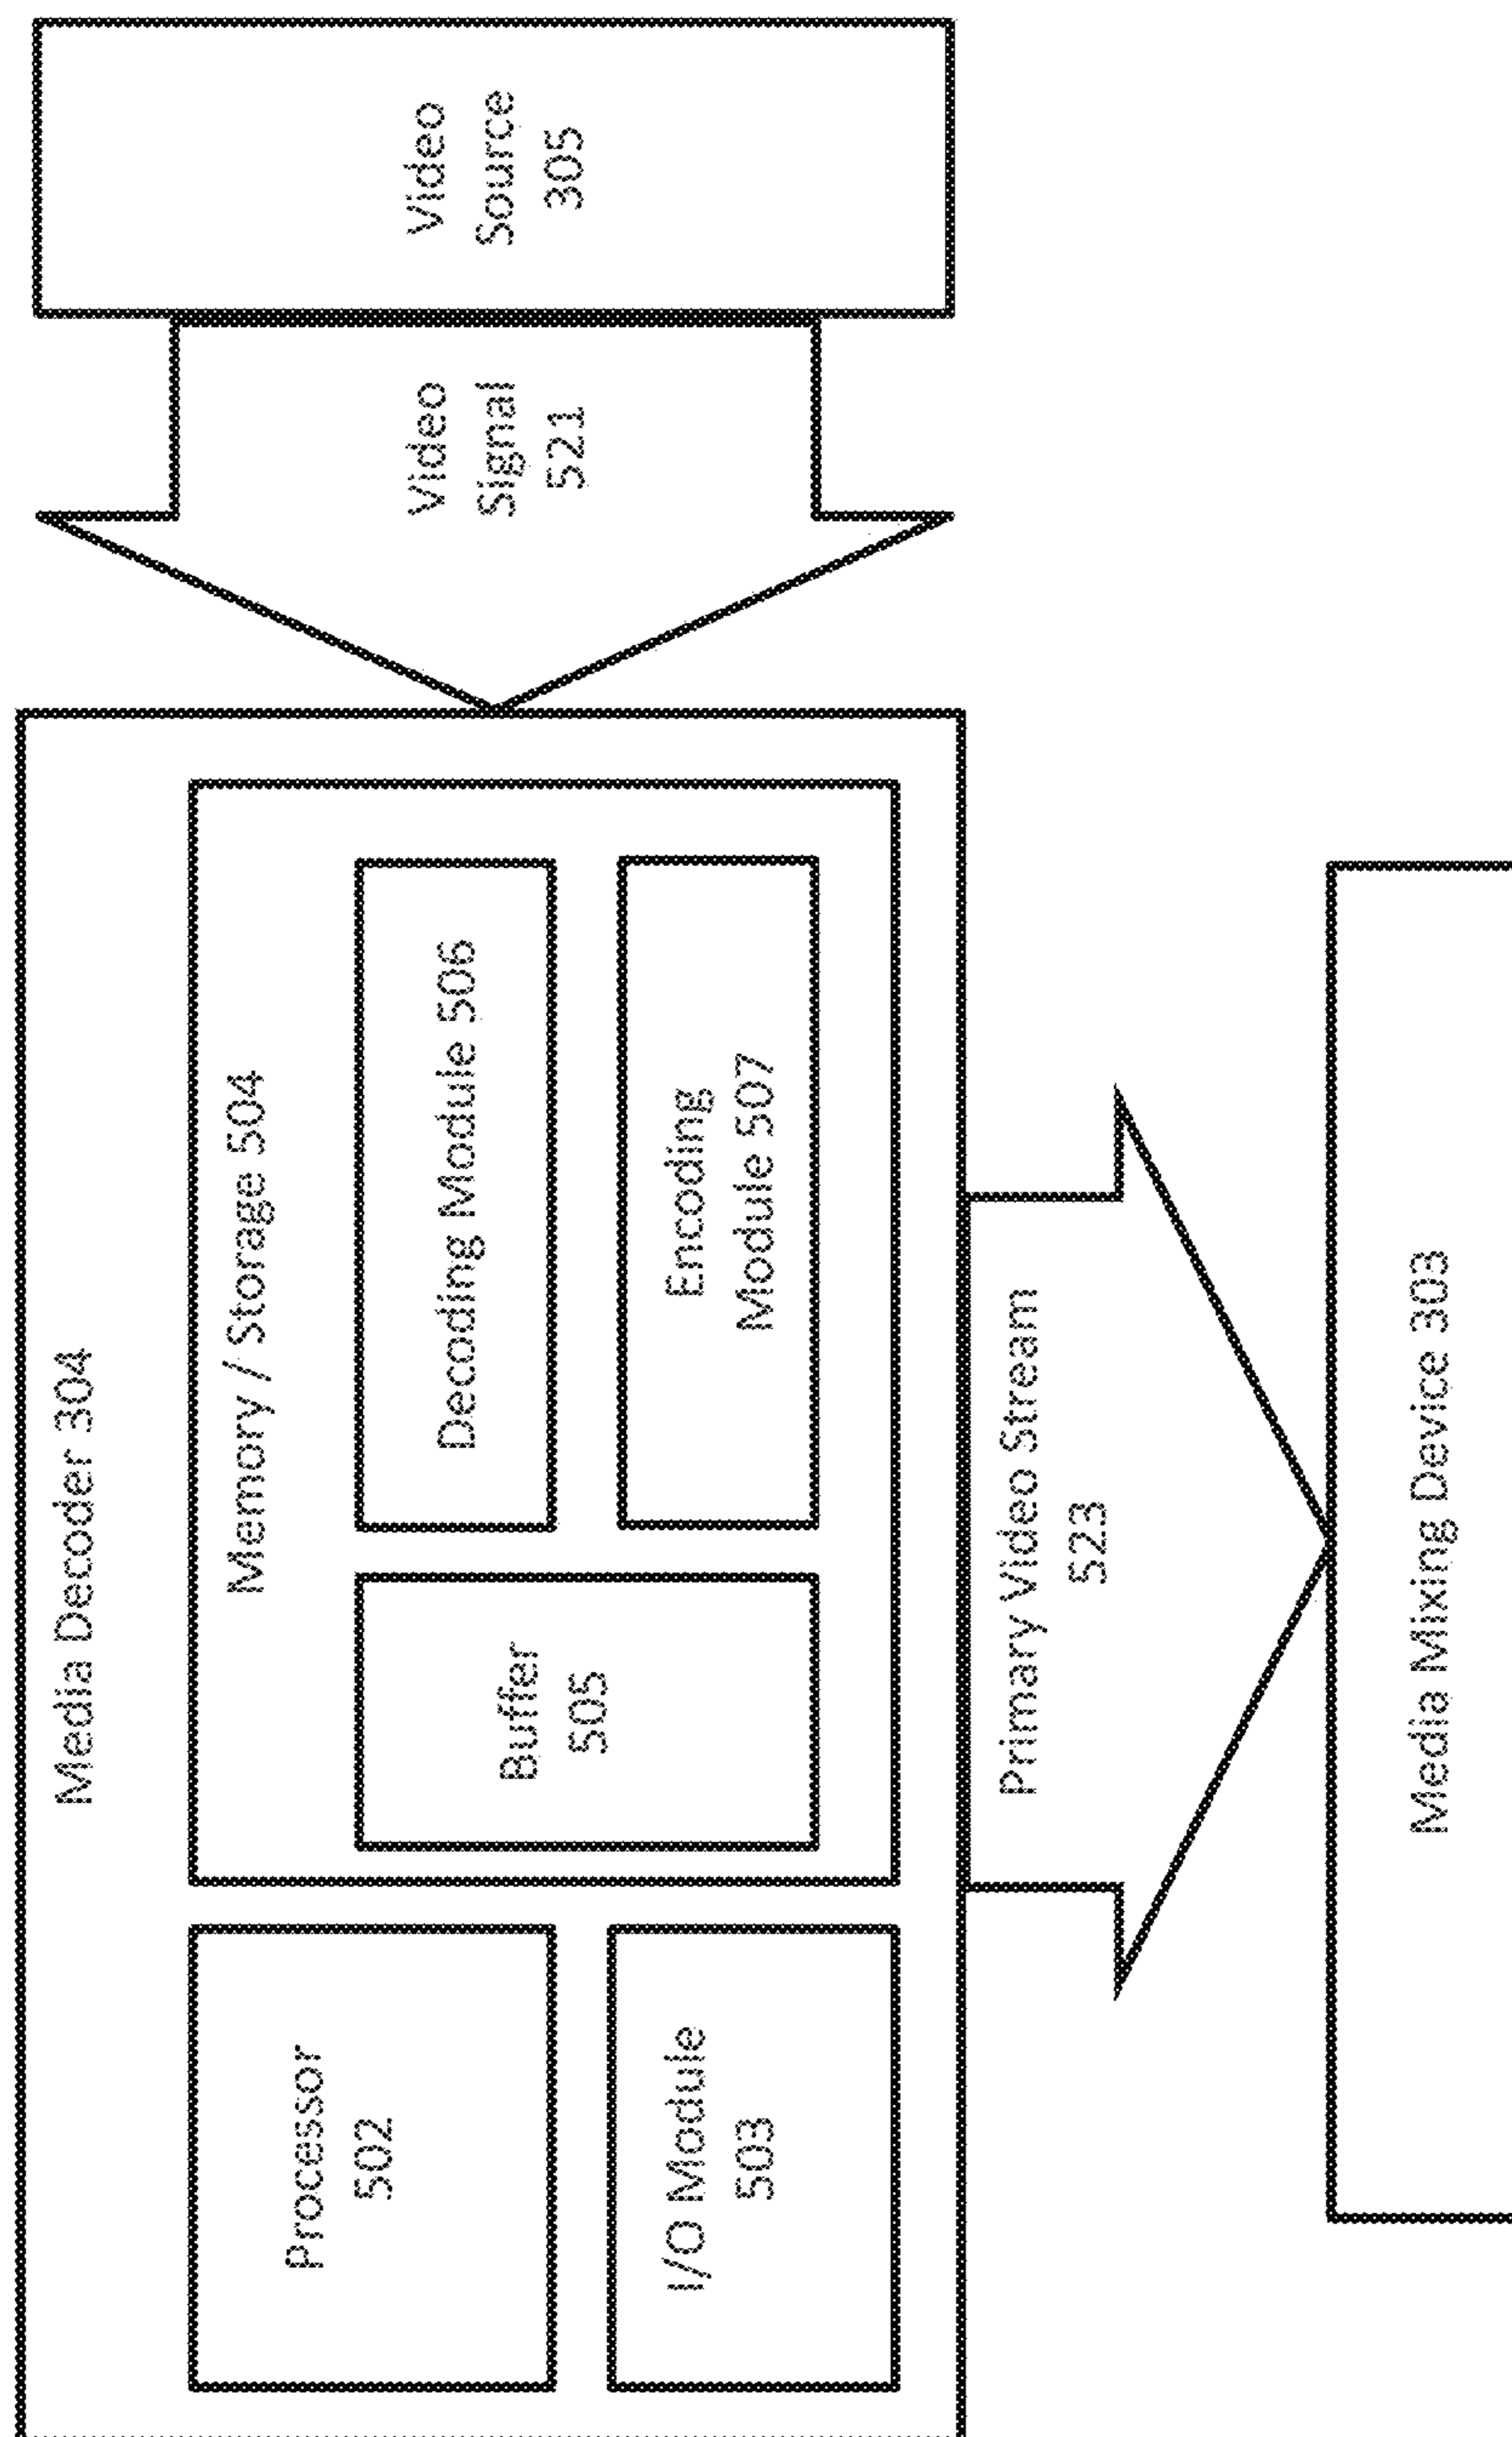 Media Decoder 304
Memory / Storage 504
Processor
502
I/O Module
503
Buffer
505
Decoding Module 506
Encoding
Module 507
Video
Signal
521
Video
Source
305
Primary Video Stream
523
Media Mixing Device 303